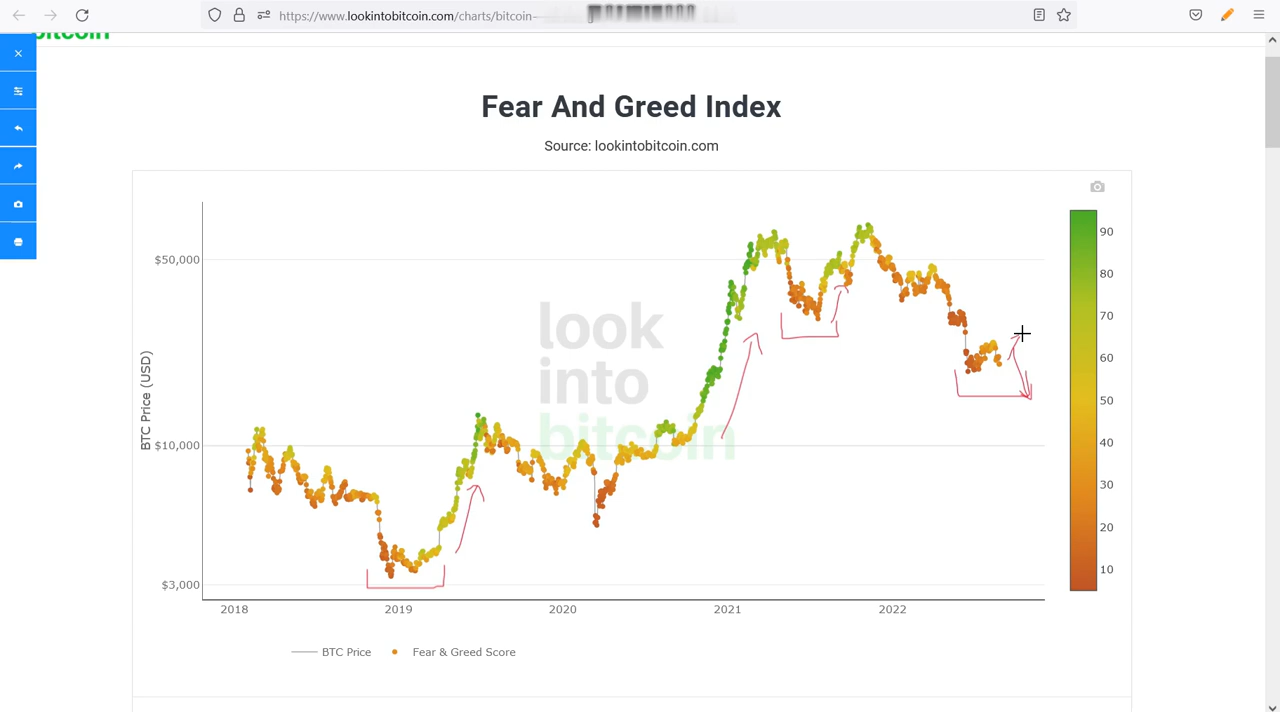 https://www.lookintobitcoin.com/charts/bitcoin-
bitcoin
Fear And Greed Index
Source: lookintobitcoin.com
look
into
bitcoin
BTC Price (USD)
$50,000
$10,000
$3,000
2018 2019 2020 2021 2022
90
80
70
60
50
40
30
20
10
BTC Price Fear & Greed Score